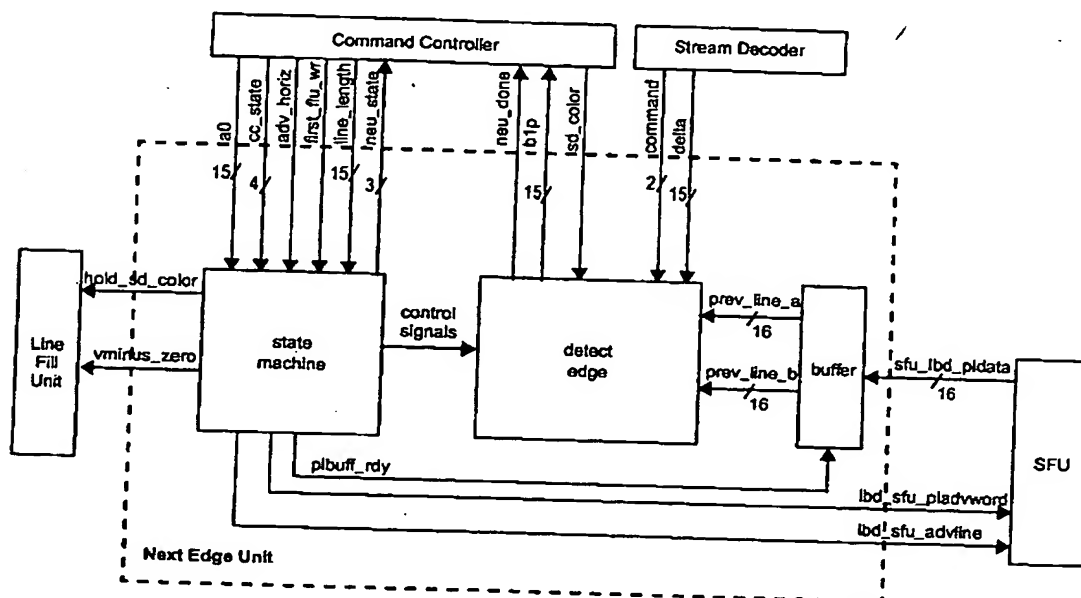 Command Controller
Stream Decoder
a0
cc_state
adv_horiz
first_flu_wr
line_length
neu_state
neu_done
b1p
sd_color
command
delta
15
4
15
3
15
2
15
hold_sd_color
vminus_zero
Line
Fill
Unit
state
machine
control
signals
detect
edge
prev_line_a
16
prev_line_b
16
buffer
sfu_lbd_pldata
16
SFU
plbuff_rdy
lbd_sfu_pladvword
lbd_sfu_advline
Next Edge Unit